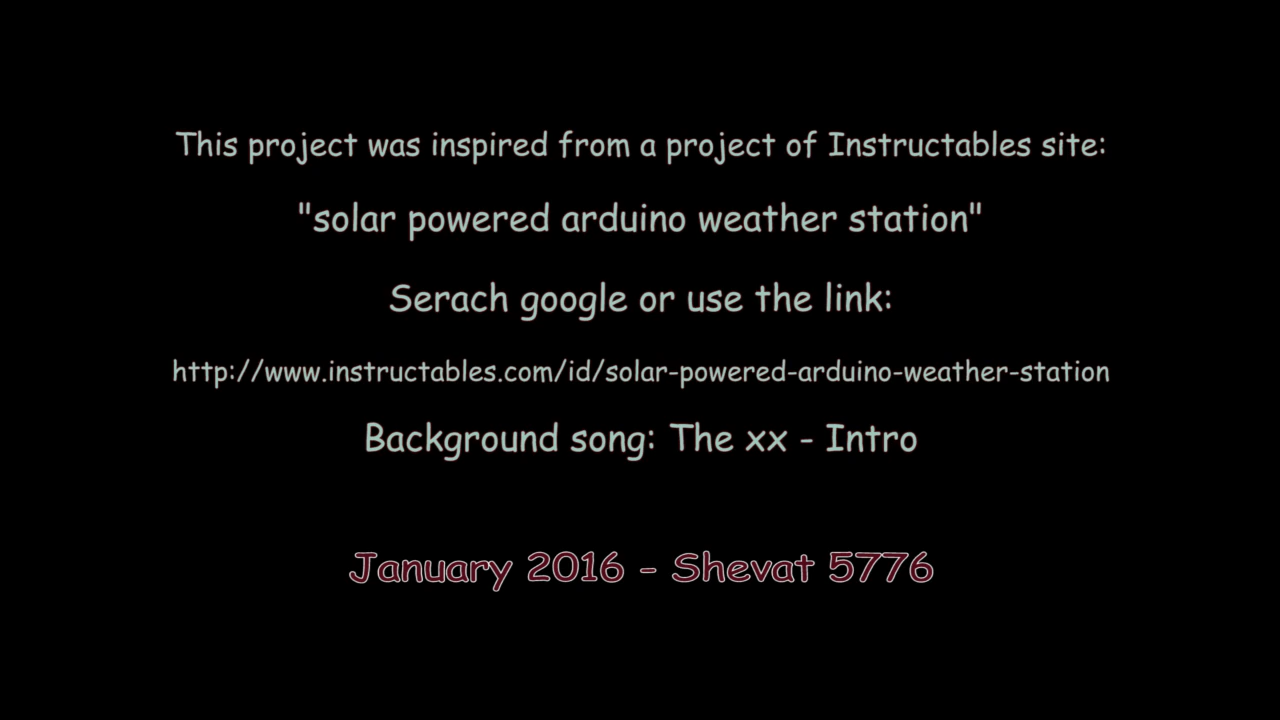 This project was inspired from a project of Instructables site:
"solar powered arduino weather station"
Serach google or use the link:
http://www.instructables.com/id/solar-powered-arduino-weather-station
Background song: The xx - Intro
January 2016 - Shevat 5776